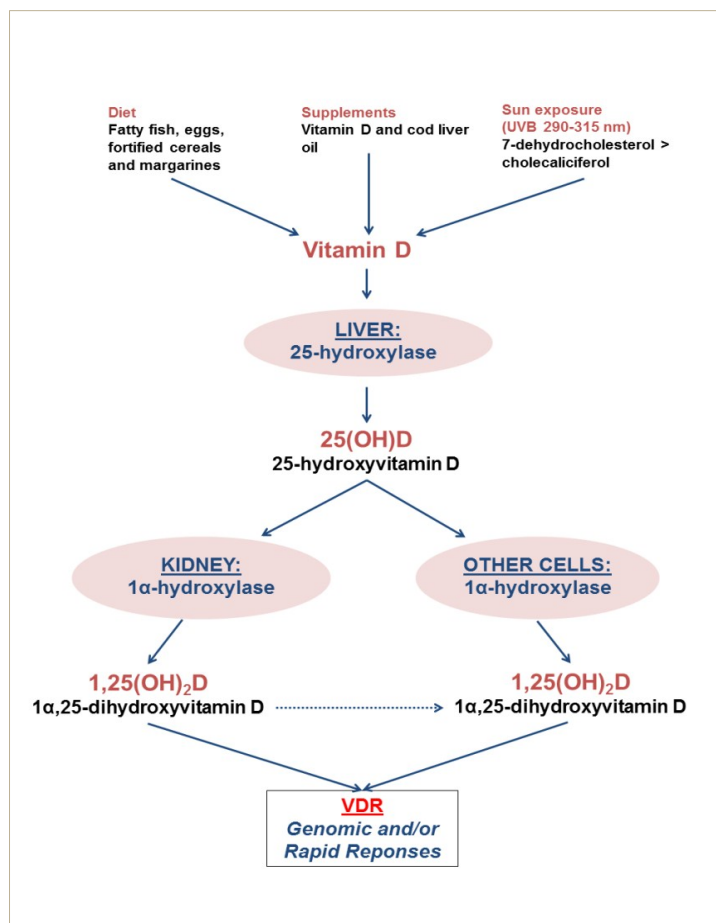 Diet
Fatty fish, eggs,
fortified cereals
and margarines
Supplements
Vitamin D and cod liver
oil
Sun exposure
(UVB 290-315 nm)
7-dehydrocholesterol >
cholecaliciferol
Vitamin D
LIVER:
25-hydroxylase
25(OH)D
25-hydroxyvitamin D
KIDNEY:
1α-hydroxylase
OTHER CELLS:
1α-hydroxylase
1,25(OH)₂D
1α,25-dihydroxyvitamin D
1,25(OH)₂D
1α,25-dihydroxyvitamin D
VDR
Genomic and/or
Rapid Reponses